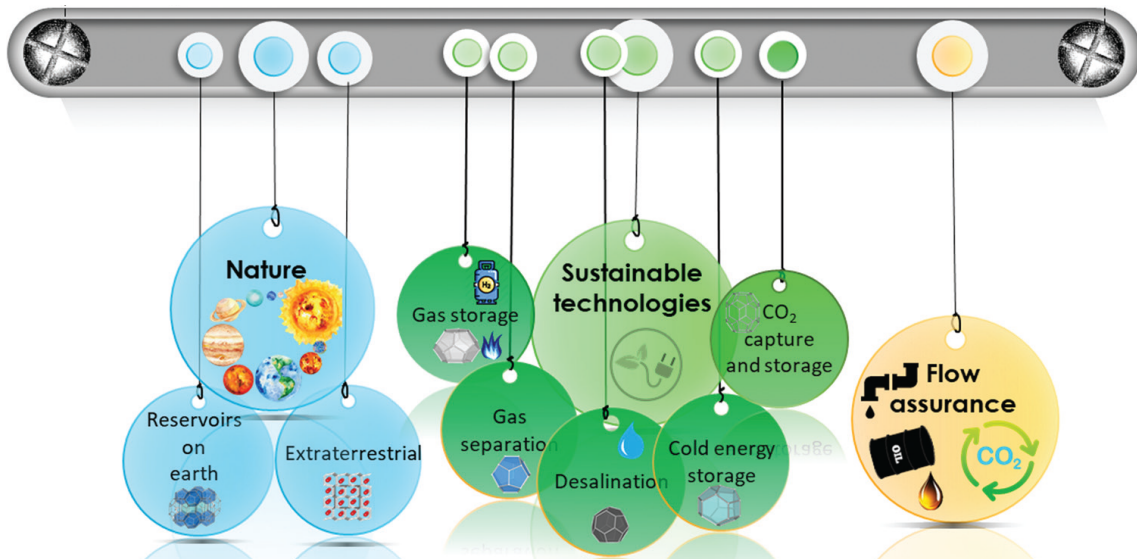 Nature
Reservoirs
on
earth
Extraterrestrial
H₂
Gas storage
Gas
separation
Sustainable
technologies
Desalination
Cold energy
storage
CO₂
capture
and storage
Flow
assurance
OIL
CO₂